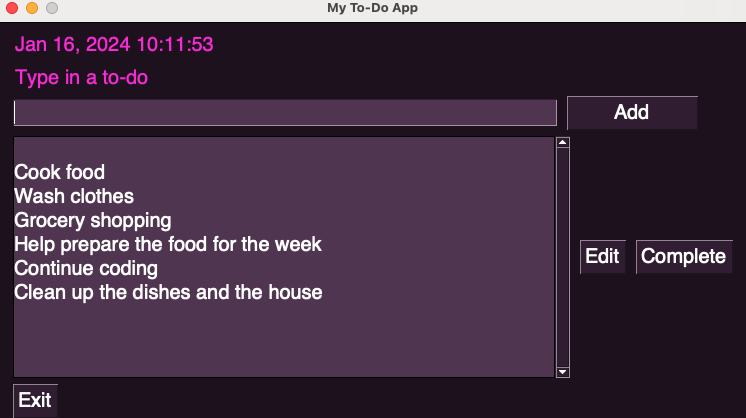 My To-Do App
Jan 16, 2024 10:11:53
Type in a to-do
Add
Cook food
Wash clothes
Grocery shopping
Help prepare the food for the week
Continue coding
Clean up the dishes and the house
Edit
Complete
Exit